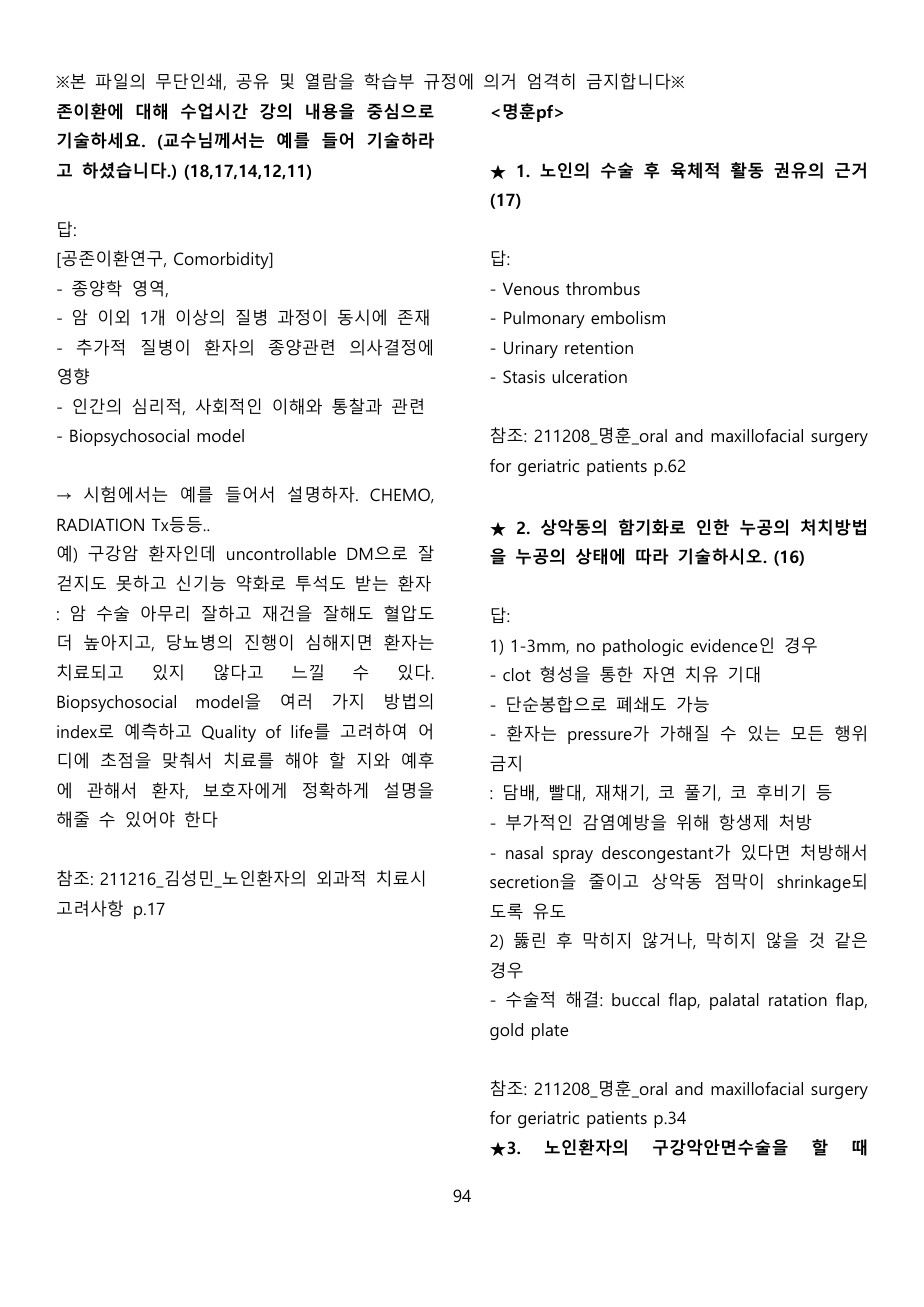 ※본 파일의 무단인쇄, 공유 및 열람을 학습부 규정에 의거 엄격히 금지합니다※
존이환에 대해 수업시간 강의 내용을 중심으로
기술하세요. (교수님께서는 예를 들어 기술하라
고 하셨습니다.) (18,17,14,12,11)
답:
[공존이환연구, Comorbidity]
- 종양학 영역,
- 암 이외 1개 이상의 질병 과정이 동시에 존재
- 추가적 질병이 환자의 종양관련 의사결정에
영향
- 인간의 심리적, 사회적인 이해와 통찰과 관련
- Biopsychosocial model
→ 시험에서는 예를 들어서 설명하자. CHEMO,
RADIATION Tx등등..
예) 구강암 환자인데 uncontrollable DM으로 잘
걷지도 못하고 신기능 약화로 투석도 받는 환자
: 암 수술 아무리 잘하고 재건을 잘해도 혈압도
더 높아지고, 당뇨병의 진행이 심해지면 환자는
치료되고 있지 않다고 느낄 수 있다.
Biopsychosocial model을 여러 가지 방법의
index로 예측하고 Quality of life를 고려하여 어
디에 초점을 맞춰서 치료를 해야 할 지와 예후
에 관해서 환자, 보호자에게 정확하게 설명을
해줄 수 있어야 한다
참조: 211216_김성민_노인환자의 외과적 치료시
고려사항 p.17
<명훈pf>
★ 1. 노인의 수술 후 육체적 활동 권유의 근거
(17)
답:
- Venous thrombus
- Pulmonary embolism
- Urinary retention
- Stasis ulceration
참조: 211208_명훈_oral and maxillofacial surgery
for geriatric patients p.62
★ 2. 상악동의 함기화로 인한 누공의 처치방법
을 누공의 상태에 따라 기술하시오. (16)
답:
1) 1-3mm, no pathologic evidence인 경우
- clot 형성을 통한 자연 치유 기대
- 단순봉합으로 폐쇄도 가능
- 환자는 pressure가 가해질 수 있는 모든 행위
금지
: 담배, 빨대, 재채기, 코 풀기, 코 후비기 등
- 부가적인 감염예방을 위해 항생제 처방
- nasal spray descongestant가 있다면 처방해서
secretion을 줄이고 상악동 점막이 shrinkage되
도록 유도
2) 뚫린 후 막히지 않거나, 막히지 않을 것 같은
경우
- 수술적 해결: buccal flap, palatal ratation flap,
gold plate
참조: 211208_명훈_oral and maxillofacial surgery
for geriatric patients p.34
★3. 노인환자의 구강악안면수술을 할 때
94